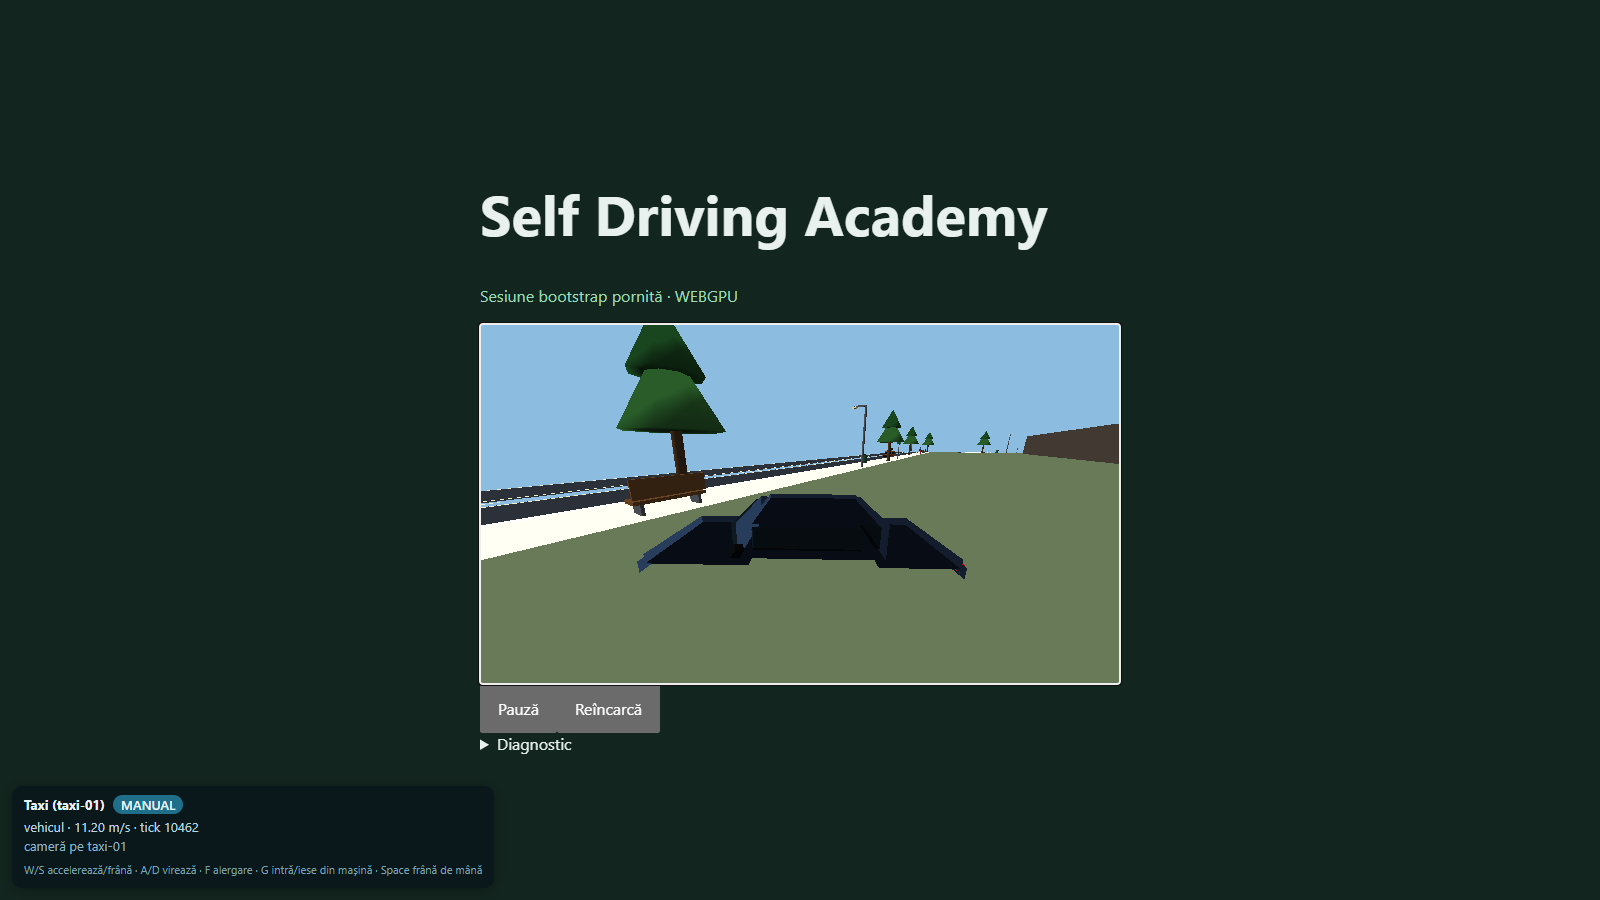 Self Driving Academy
Sesiune bootstrap pornită · WEBGPU
Pauză
Reîncarcă
Diagnostic
Taxi (taxi-01) MANUAL
vehicul · 11.20 m/s · tick 10462
cameră pe taxi-01
W/S accelerează/frână · A/D virează · F alergare · G intră/iese din mașină · Space frână de mână